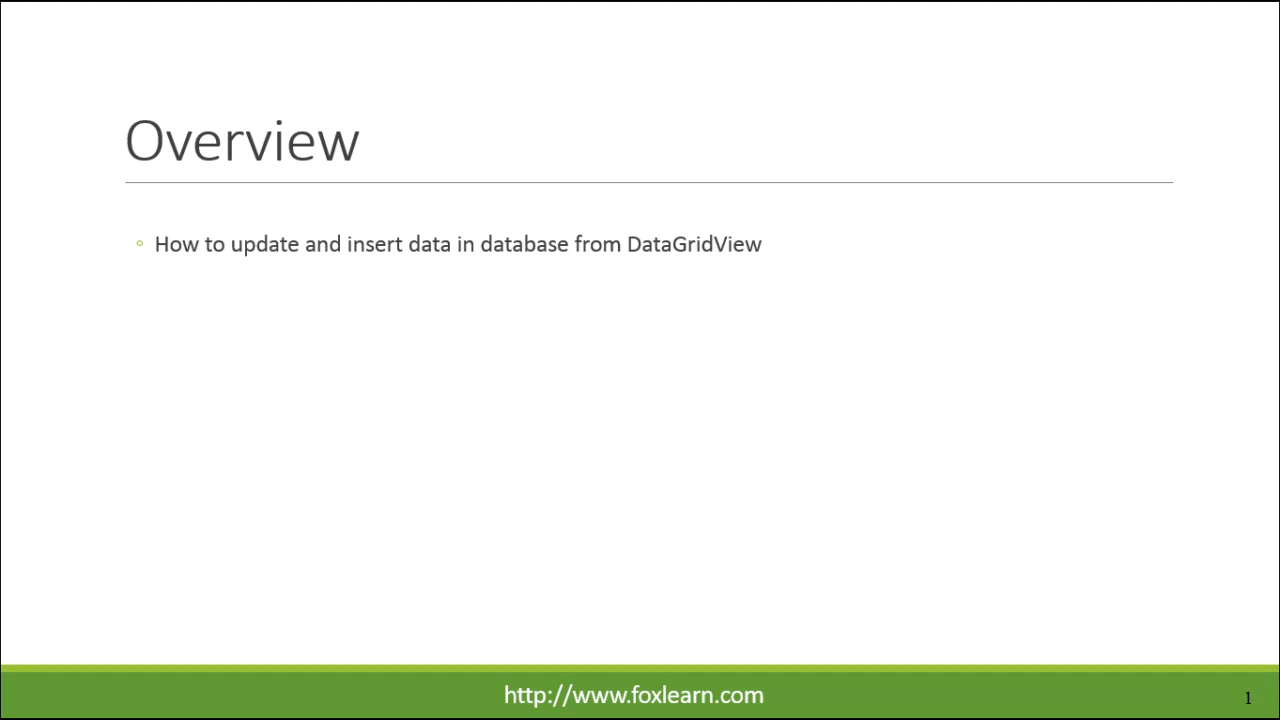 Overview
How to update and insert data in database from DataGridView
http://www.foxlearn.com
1